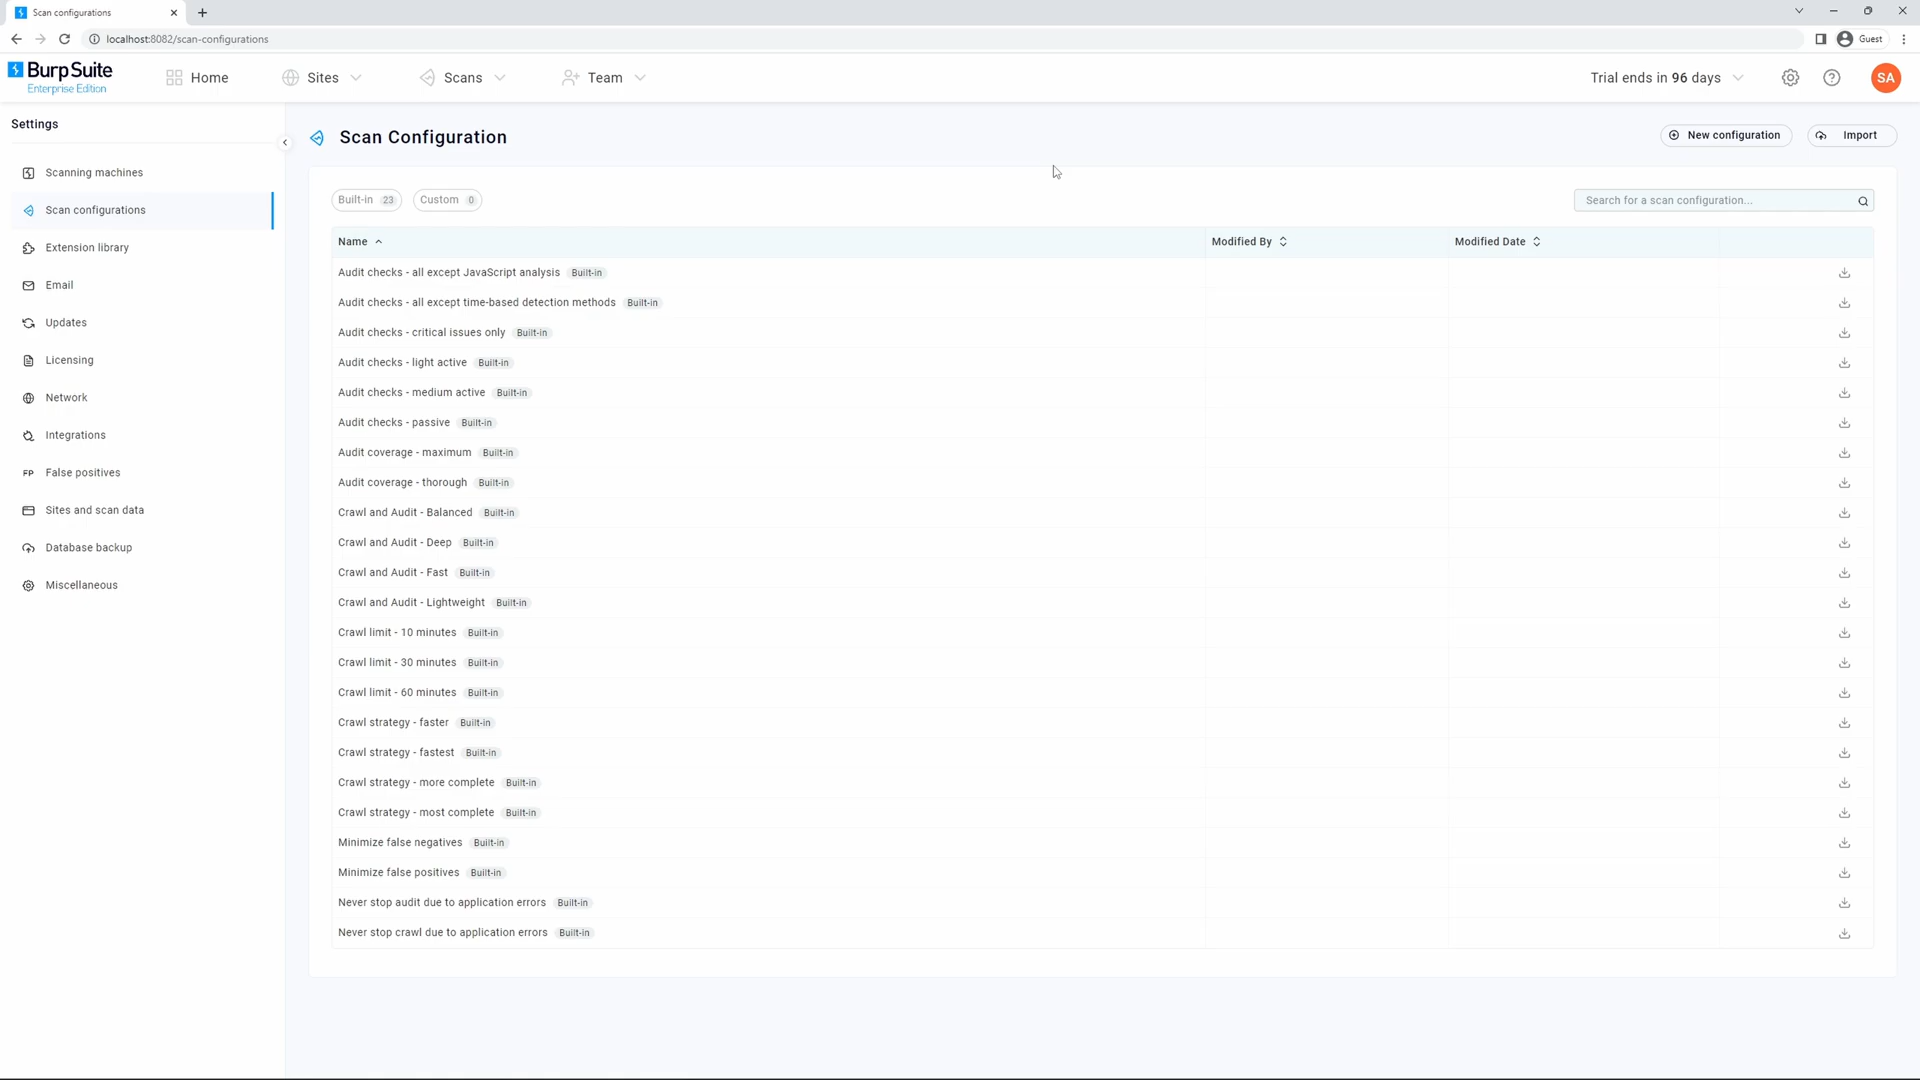 Scan configurations
localhost:8082/scan-configurations
Guest
BurpSuite
Enterprise Edition
Home
Sites
Scans
Team
Trial ends in 96 days
SA
Settings
Scanning machines
Scan configurations
Extension library
Email
Updates
Licensing
Network
Integrations
FP False positives
Sites and scan data
Database backup
Miscellaneous
Scan Configuration
New configuration
Import
Built-in 23
Custom 0
Search for a scan configuration...
Name Modified By Modified Date
Audit checks - all except JavaScript analysis Built-in
Audit checks - all except time-based detection methods Built-in
Audit checks - critical issues only Built-in
Audit checks - light active Built-in
Audit checks - medium active Built-in
Audit checks - passive Built-in
Audit coverage - maximum Built-in
Audit coverage - thorough Built-in
Crawl and Audit - Balanced Built-in
Crawl and Audit - Deep Built-in
Crawl and Audit - Fast Built-in
Crawl and Audit - Lightweight Built-in
Crawl limit - 10 minutes Built-in
Crawl limit - 30 minutes Built-in
Crawl limit - 60 minutes Built-in
Crawl strategy - faster Built-in
Crawl strategy - fastest Built-in
Crawl strategy - more complete Built-in
Crawl strategy - most complete Built-in
Minimize false negatives Built-in
Minimize false positives Built-in
Never stop audit due to application errors Built-in
Never stop crawl due to application errors Built-in